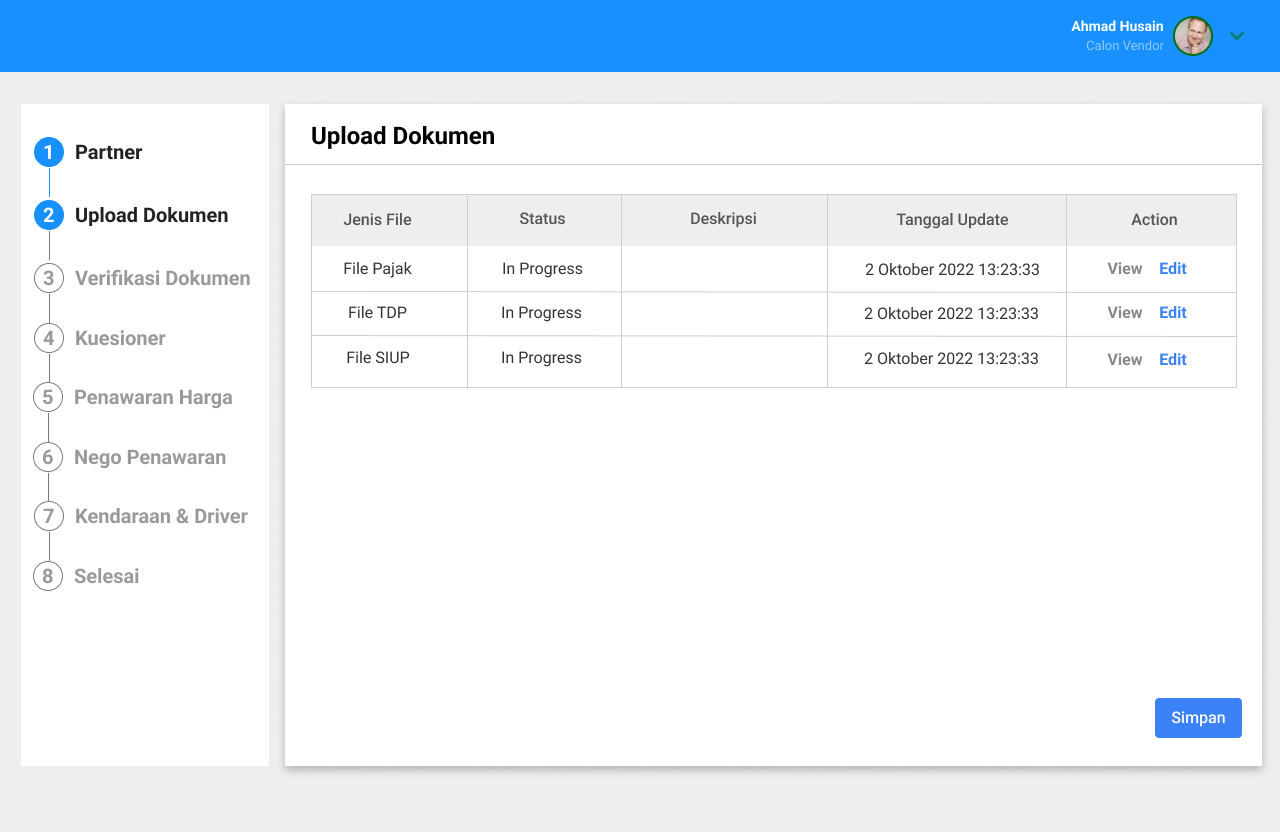 Ahmad Husain
Calon Vendor
1 Partner
2 Upload Dokumen
3 Verifikasi Dokumen
4 Kuesioner
5 Penawaran Harga
6 Nego Penawaran
7 Kendaraan & Driver
8 Selesai
Upload Dokumen
Jenis File Status Deskripsi Tanggal Update Action
File Pajak In Progress 2 Oktober 2022 13:23:33 View Edit
File TDP In Progress 2 Oktober 2022 13:23:33 View Edit
File SIUP In Progress 2 Oktober 2022 13:23:33 View Edit
Simpan